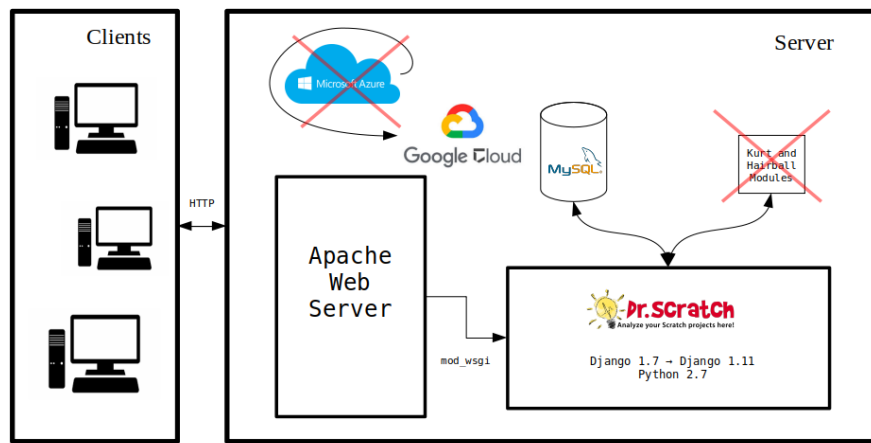 Clients
Server
Microsoft Azure
Google Cloud
MySQL
Kurt and
Hairball
Modules
HTTP
Apache
Web
Server
mod_wsgi
Dr.Scratch
Analyze your Scratch projects here!
Django 1.7 → Django 1.11
Python 2.7